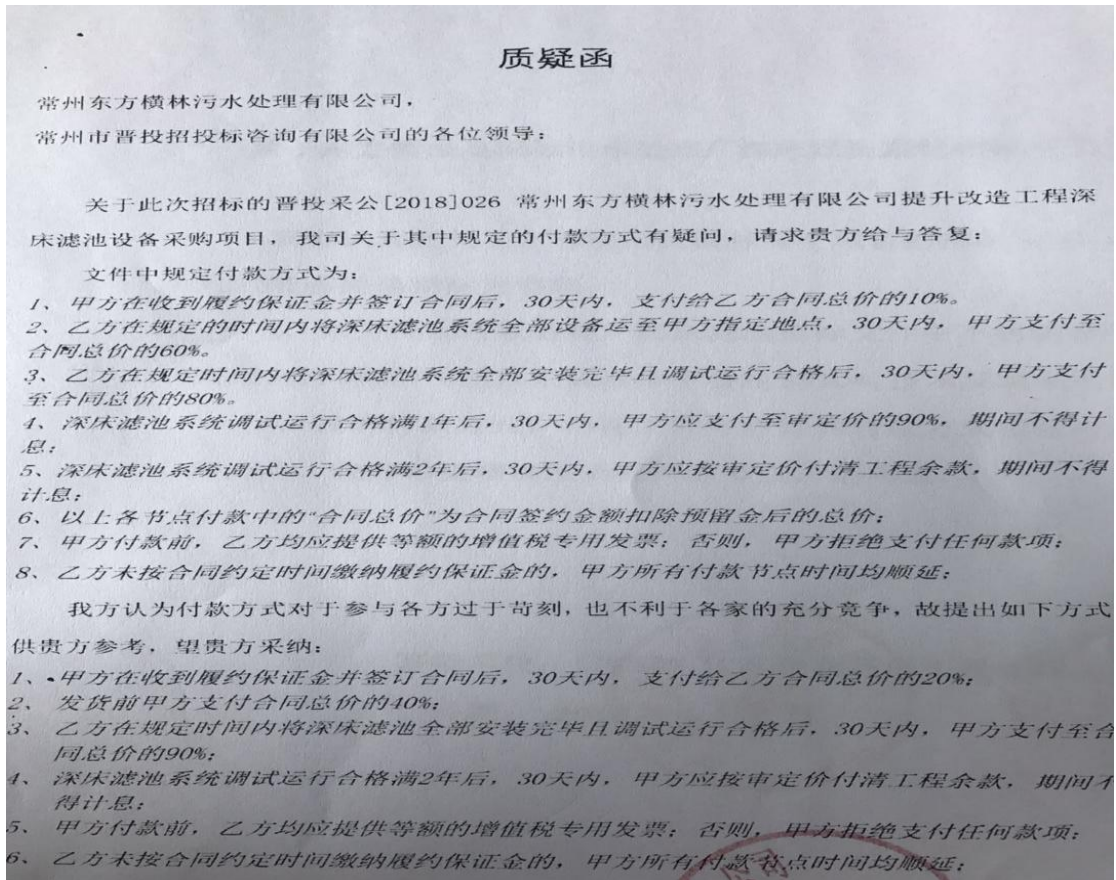 质疑函
常州东方横林污水处理有限公司，
常州市晋投招投标咨询有限公司的各位领导：
关于此次招标的晋投采公[2018]026 常州东方横林污水处理有限公司提升改造工程深
床滤池设备采购项目，我司关于其中规定的付款方式有疑问，请求贵方给与答复：
文件中规定付款方式为：
1、甲方在收到履约保证金并签订合同后，30天内，支付给乙方合同总价的10%。
2、乙方在规定的时间内将深床滤池系统全部设备运至甲方指定地点，30天内，甲方支付至
合同总价的60%。
3、乙方在规定时间内将深床滤池系统全部安装完毕且调试运行合格后，30天内，甲方支付
至合同总价的80%。
4、深床滤池系统调试运行合格满1年后，30天内，甲方应支付至审定价的90%，期间不得计
息；
5、深床滤池系统调试运行合格满2年后，30天内，甲方应按审定价付清工程余款，期间不得
计息；
6、以上各节点付款中的“合同总价”为合同签约金额扣除预留金后的总价；
7、甲方付款前，乙方均应提供等额的增值税专用发票；否则，甲方拒绝支付任何款项；
8、乙方未按合同约定时间缴纳履约保证金的，甲方所有付款节点时间均顺延；
我方认为付款方式对于参与各方过于苛刻，也不利于各家的充分竞争，故提出如下方式
供贵方参考，望贵方采纳：
1、甲方在收到履约保证金并签订合同后，30天内，支付给乙方合同总价的20%；
2、发货前甲方支付合同总价的40%；
3、乙方在规定时间内将深床滤池全部安装完毕且调试运行合格后，30天内，甲方支付至合
同总价的90%；
4、深床滤池系统调试运行合格满2年后，30天内，甲方应按审定价付清工程余款，期间不
得计息；
5、甲方付款前，乙方均应提供等额的增值税专用发票；否则，甲方拒绝支付任何款项；
6、乙方未按合同约定时间缴纳履约保证金的，甲方所有付款节点时间均顺延；
公司